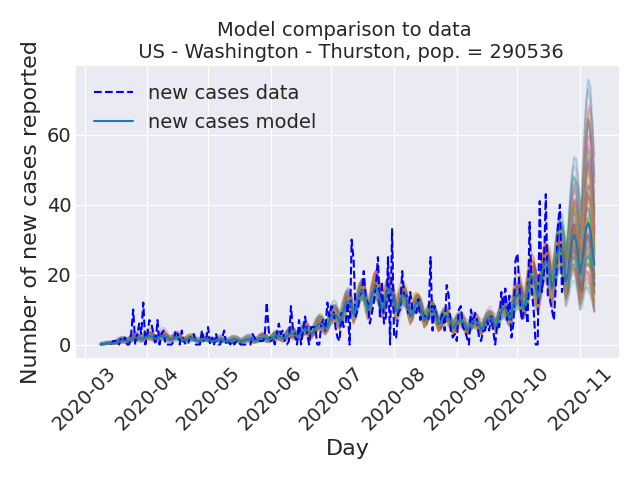 Model comparison to data
US - Washington - Thurston, pop. = 290536
Number of new cases reported
new cases data
new cases model
60
40
20
0
2020-03
2020-04
2020-05
2020-06
2020-07
2020-08
2020-09
2020-10
2020-11
Day